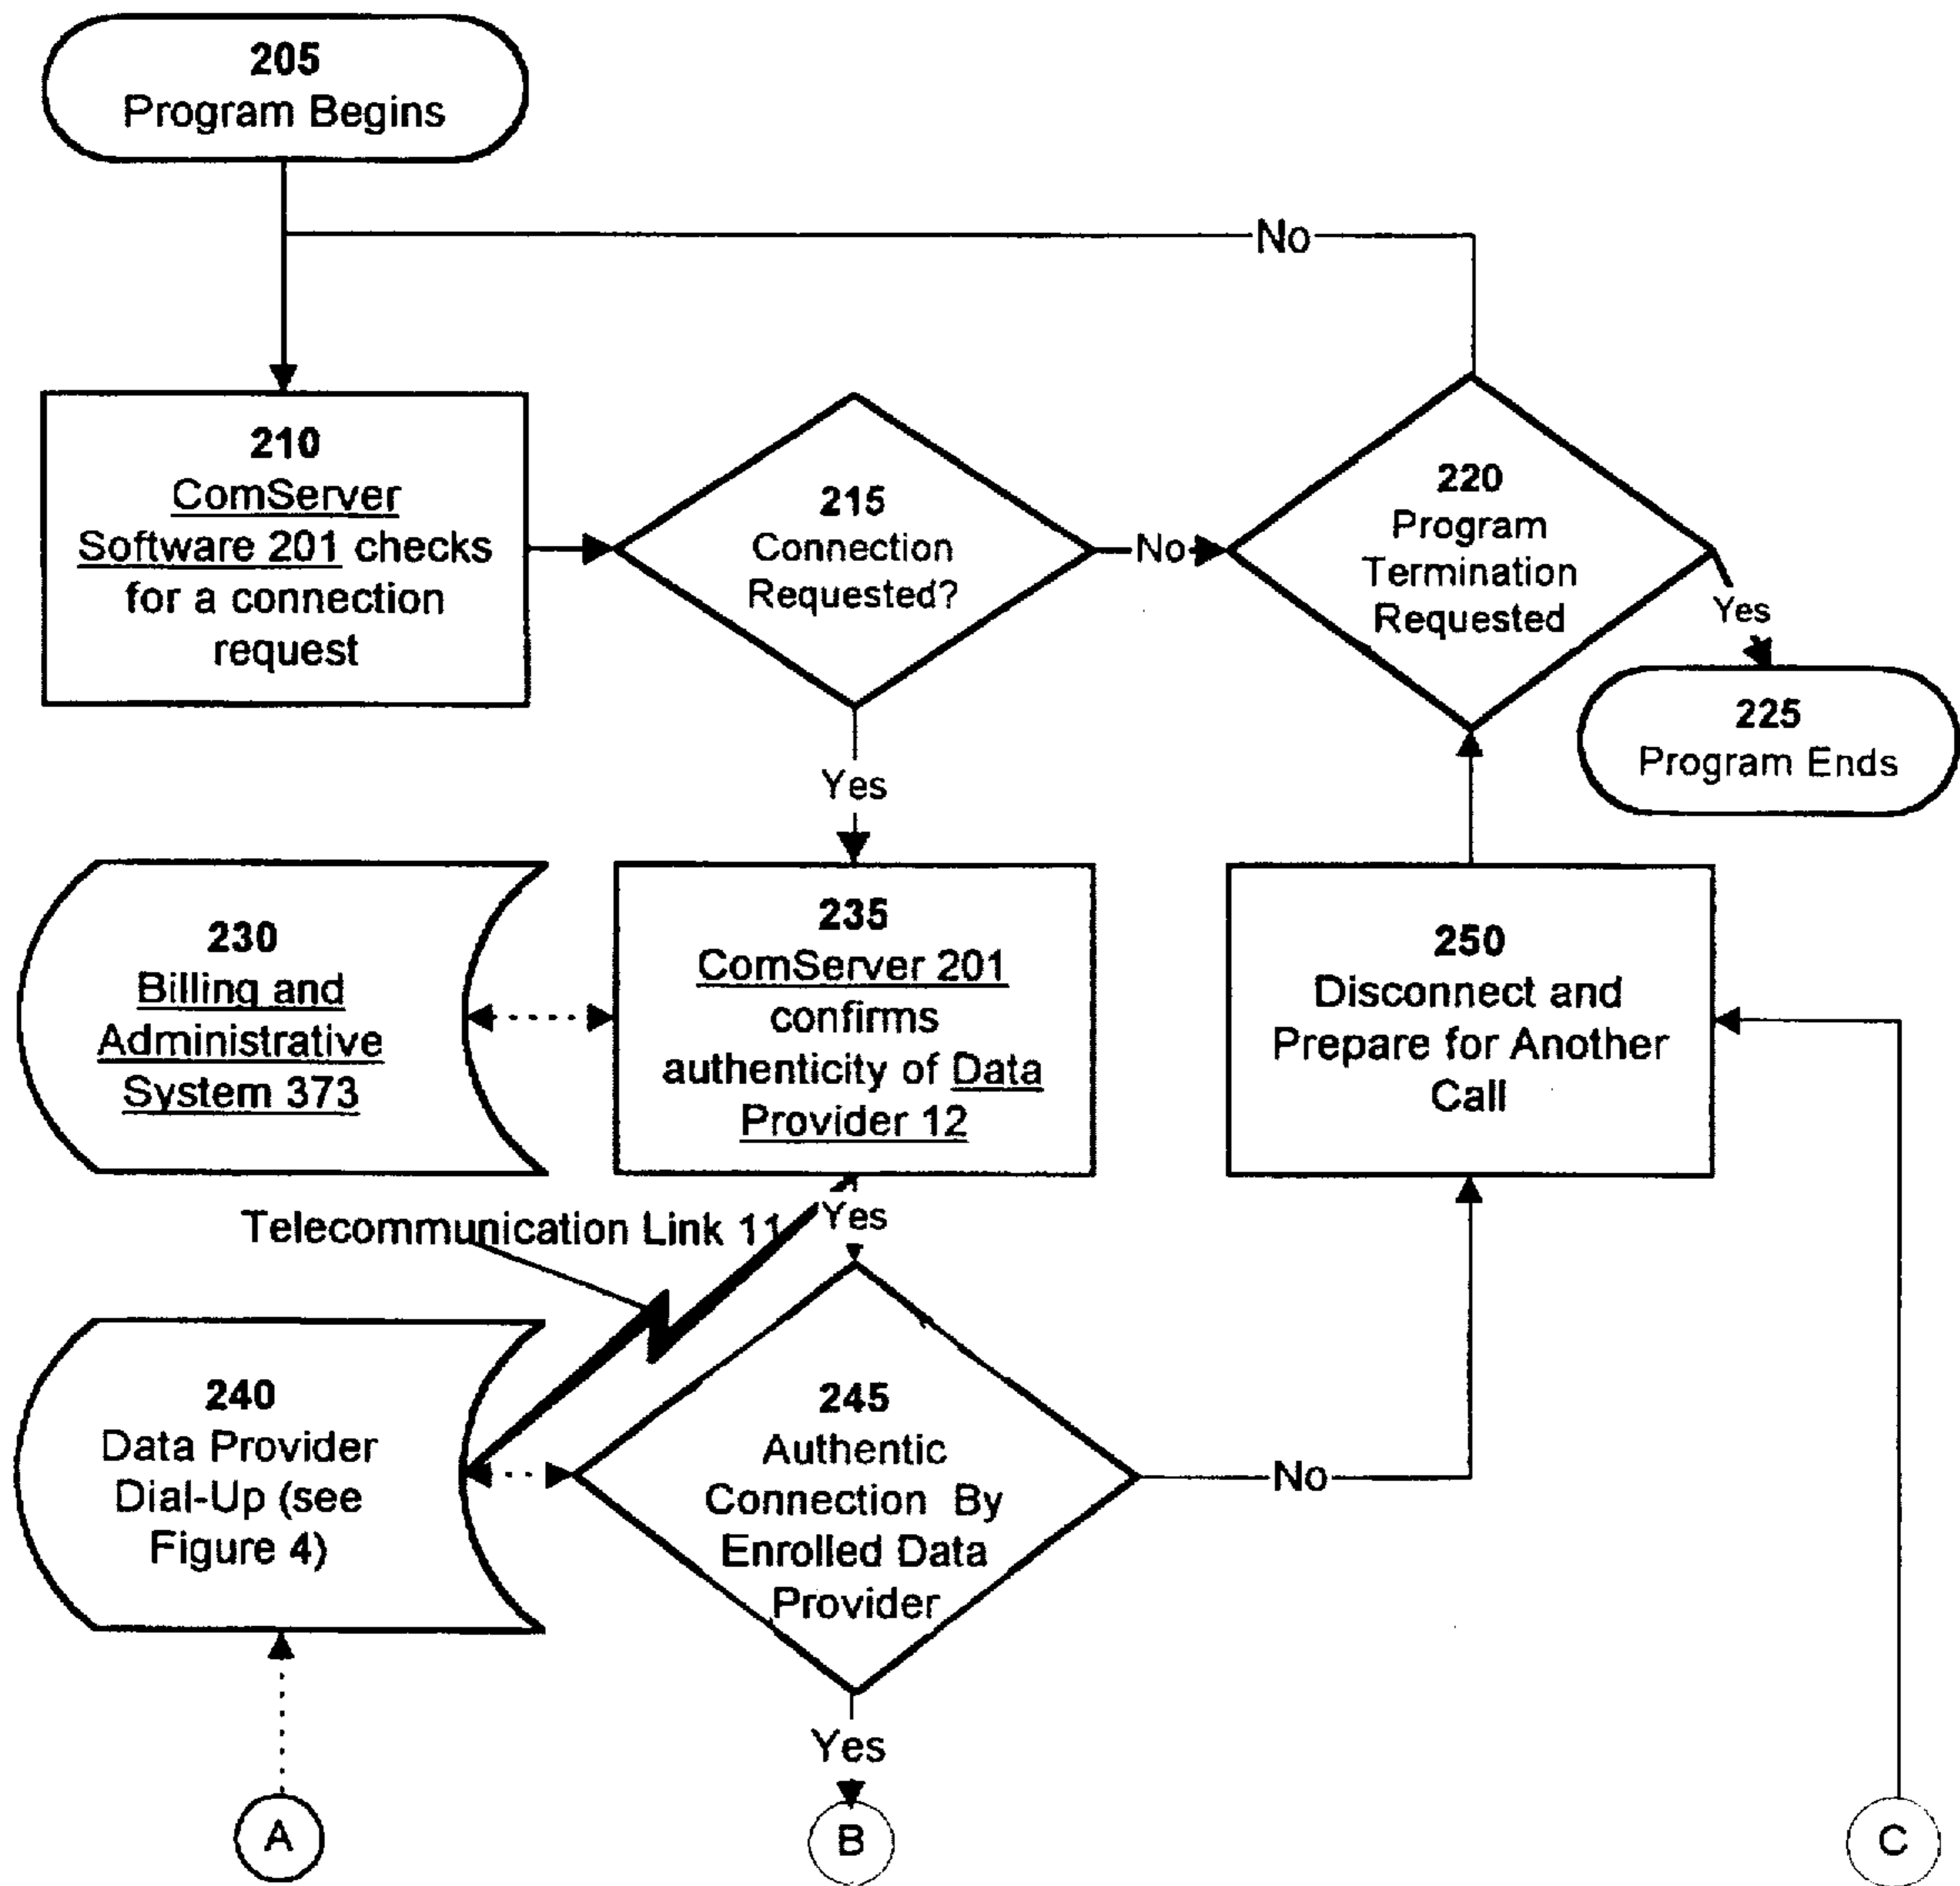 205
Program Begins
No
210
ComServer
Software 201 checks
for a connection
request
215
Connection
Requested?
No
220
Program
Termination
Requested
Yes
225
Program Ends
Yes
230
Billing and
Administrative
System 373
235
ComServer 201
confirms
authenticity of Data
Provider 12
250
Disconnect and
Prepare for Another
Call
Telecommunication Link 11
Yes
240
Data Provider
Dial-Up (see
Figure 4)
245
Authentic
Connection By
Enrolled Data
Provider
No
Yes
A
B
C